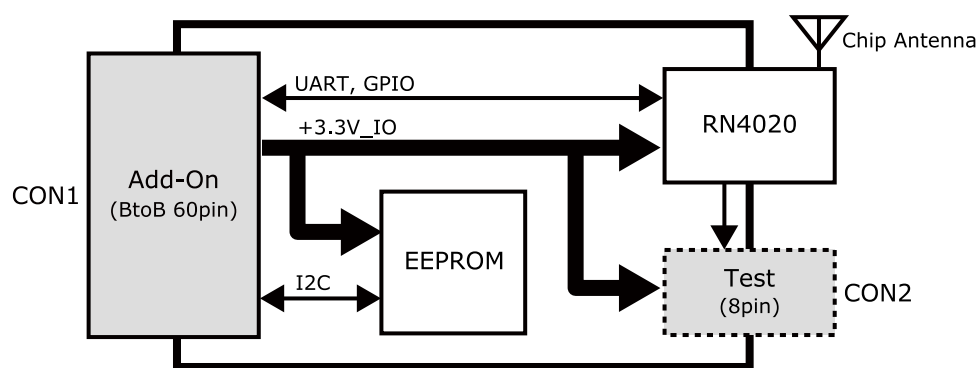 Chip Antenna
UART, GPIO
RN4020
+3.3V_IO
CON1
Add-On
(BtoB 60pin)
EEPROM
I2C
Test
(8pin)
CON2